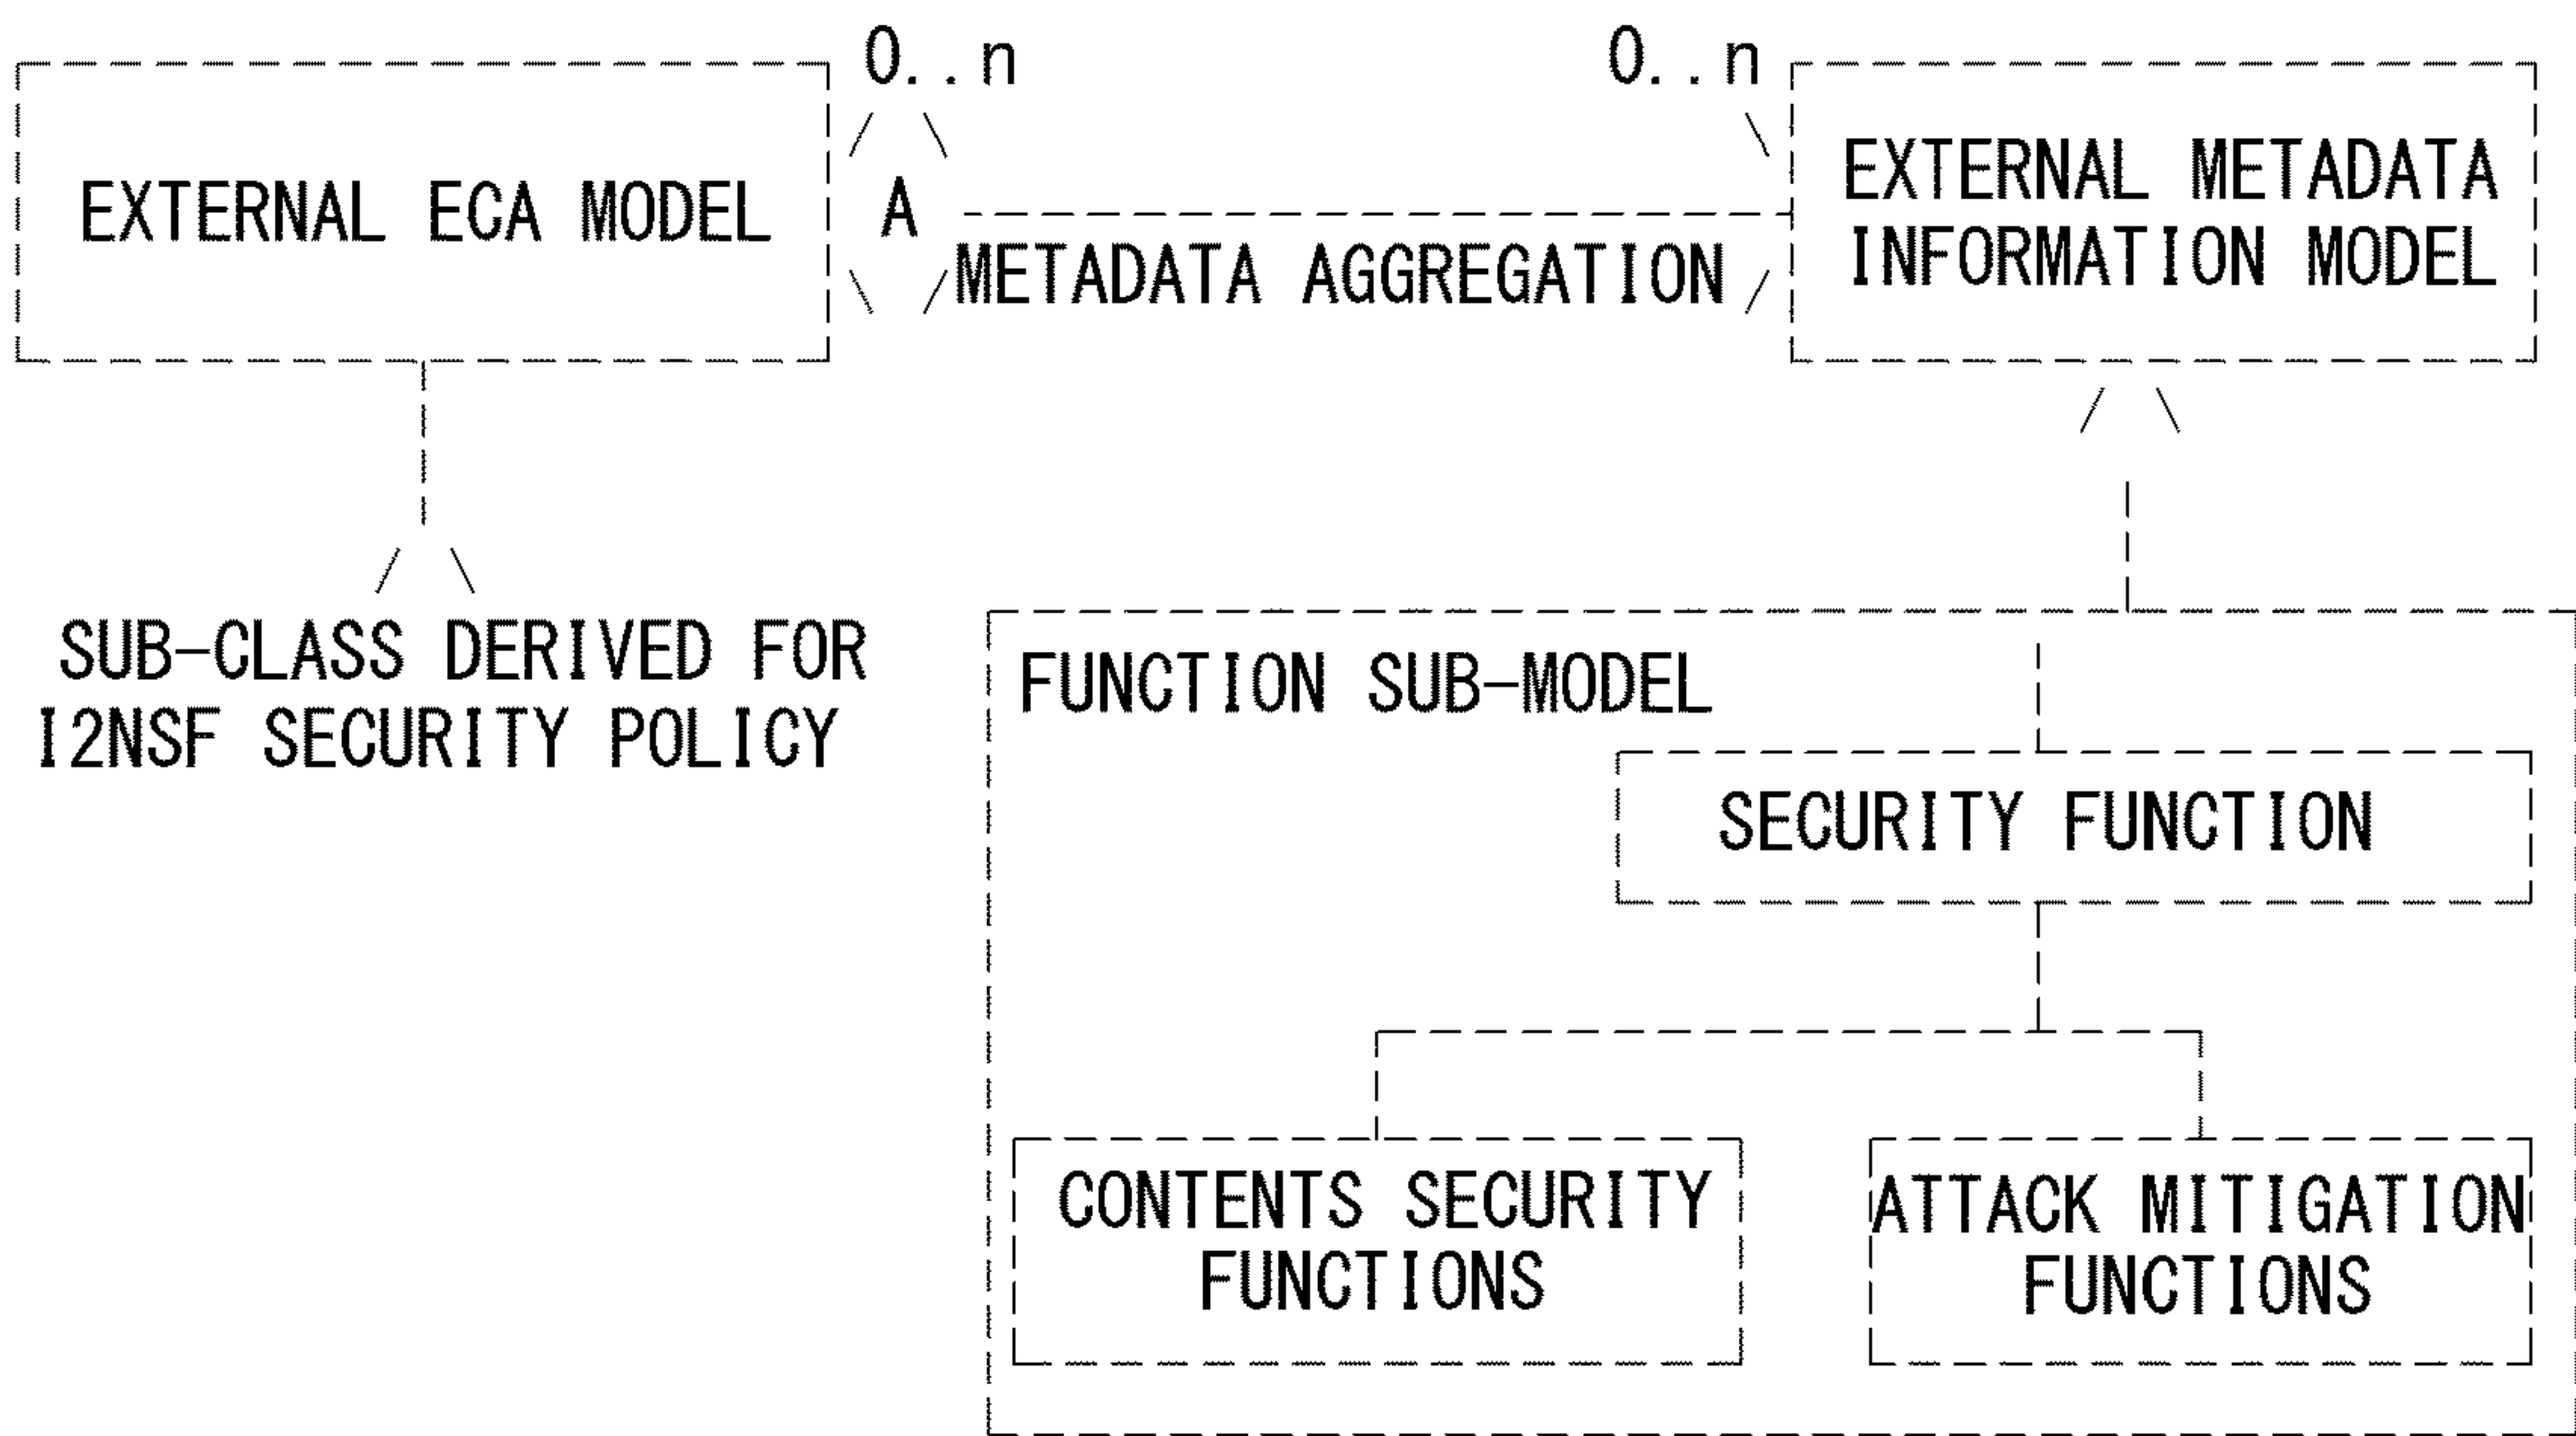 0..n
0..n
EXTERNAL ECA MODEL
A
METADATA AGGREGATION
EXTERNAL METADATA
INFORMATION MODEL
SUB-CLASS DERIVED FOR
I2NSF SECURITY POLICY
FUNCTION SUB-MODEL
SECURITY FUNCTION
CONTENTS SECURITY
FUNCTIONS
ATTACK MITIGATION
FUNCTIONS